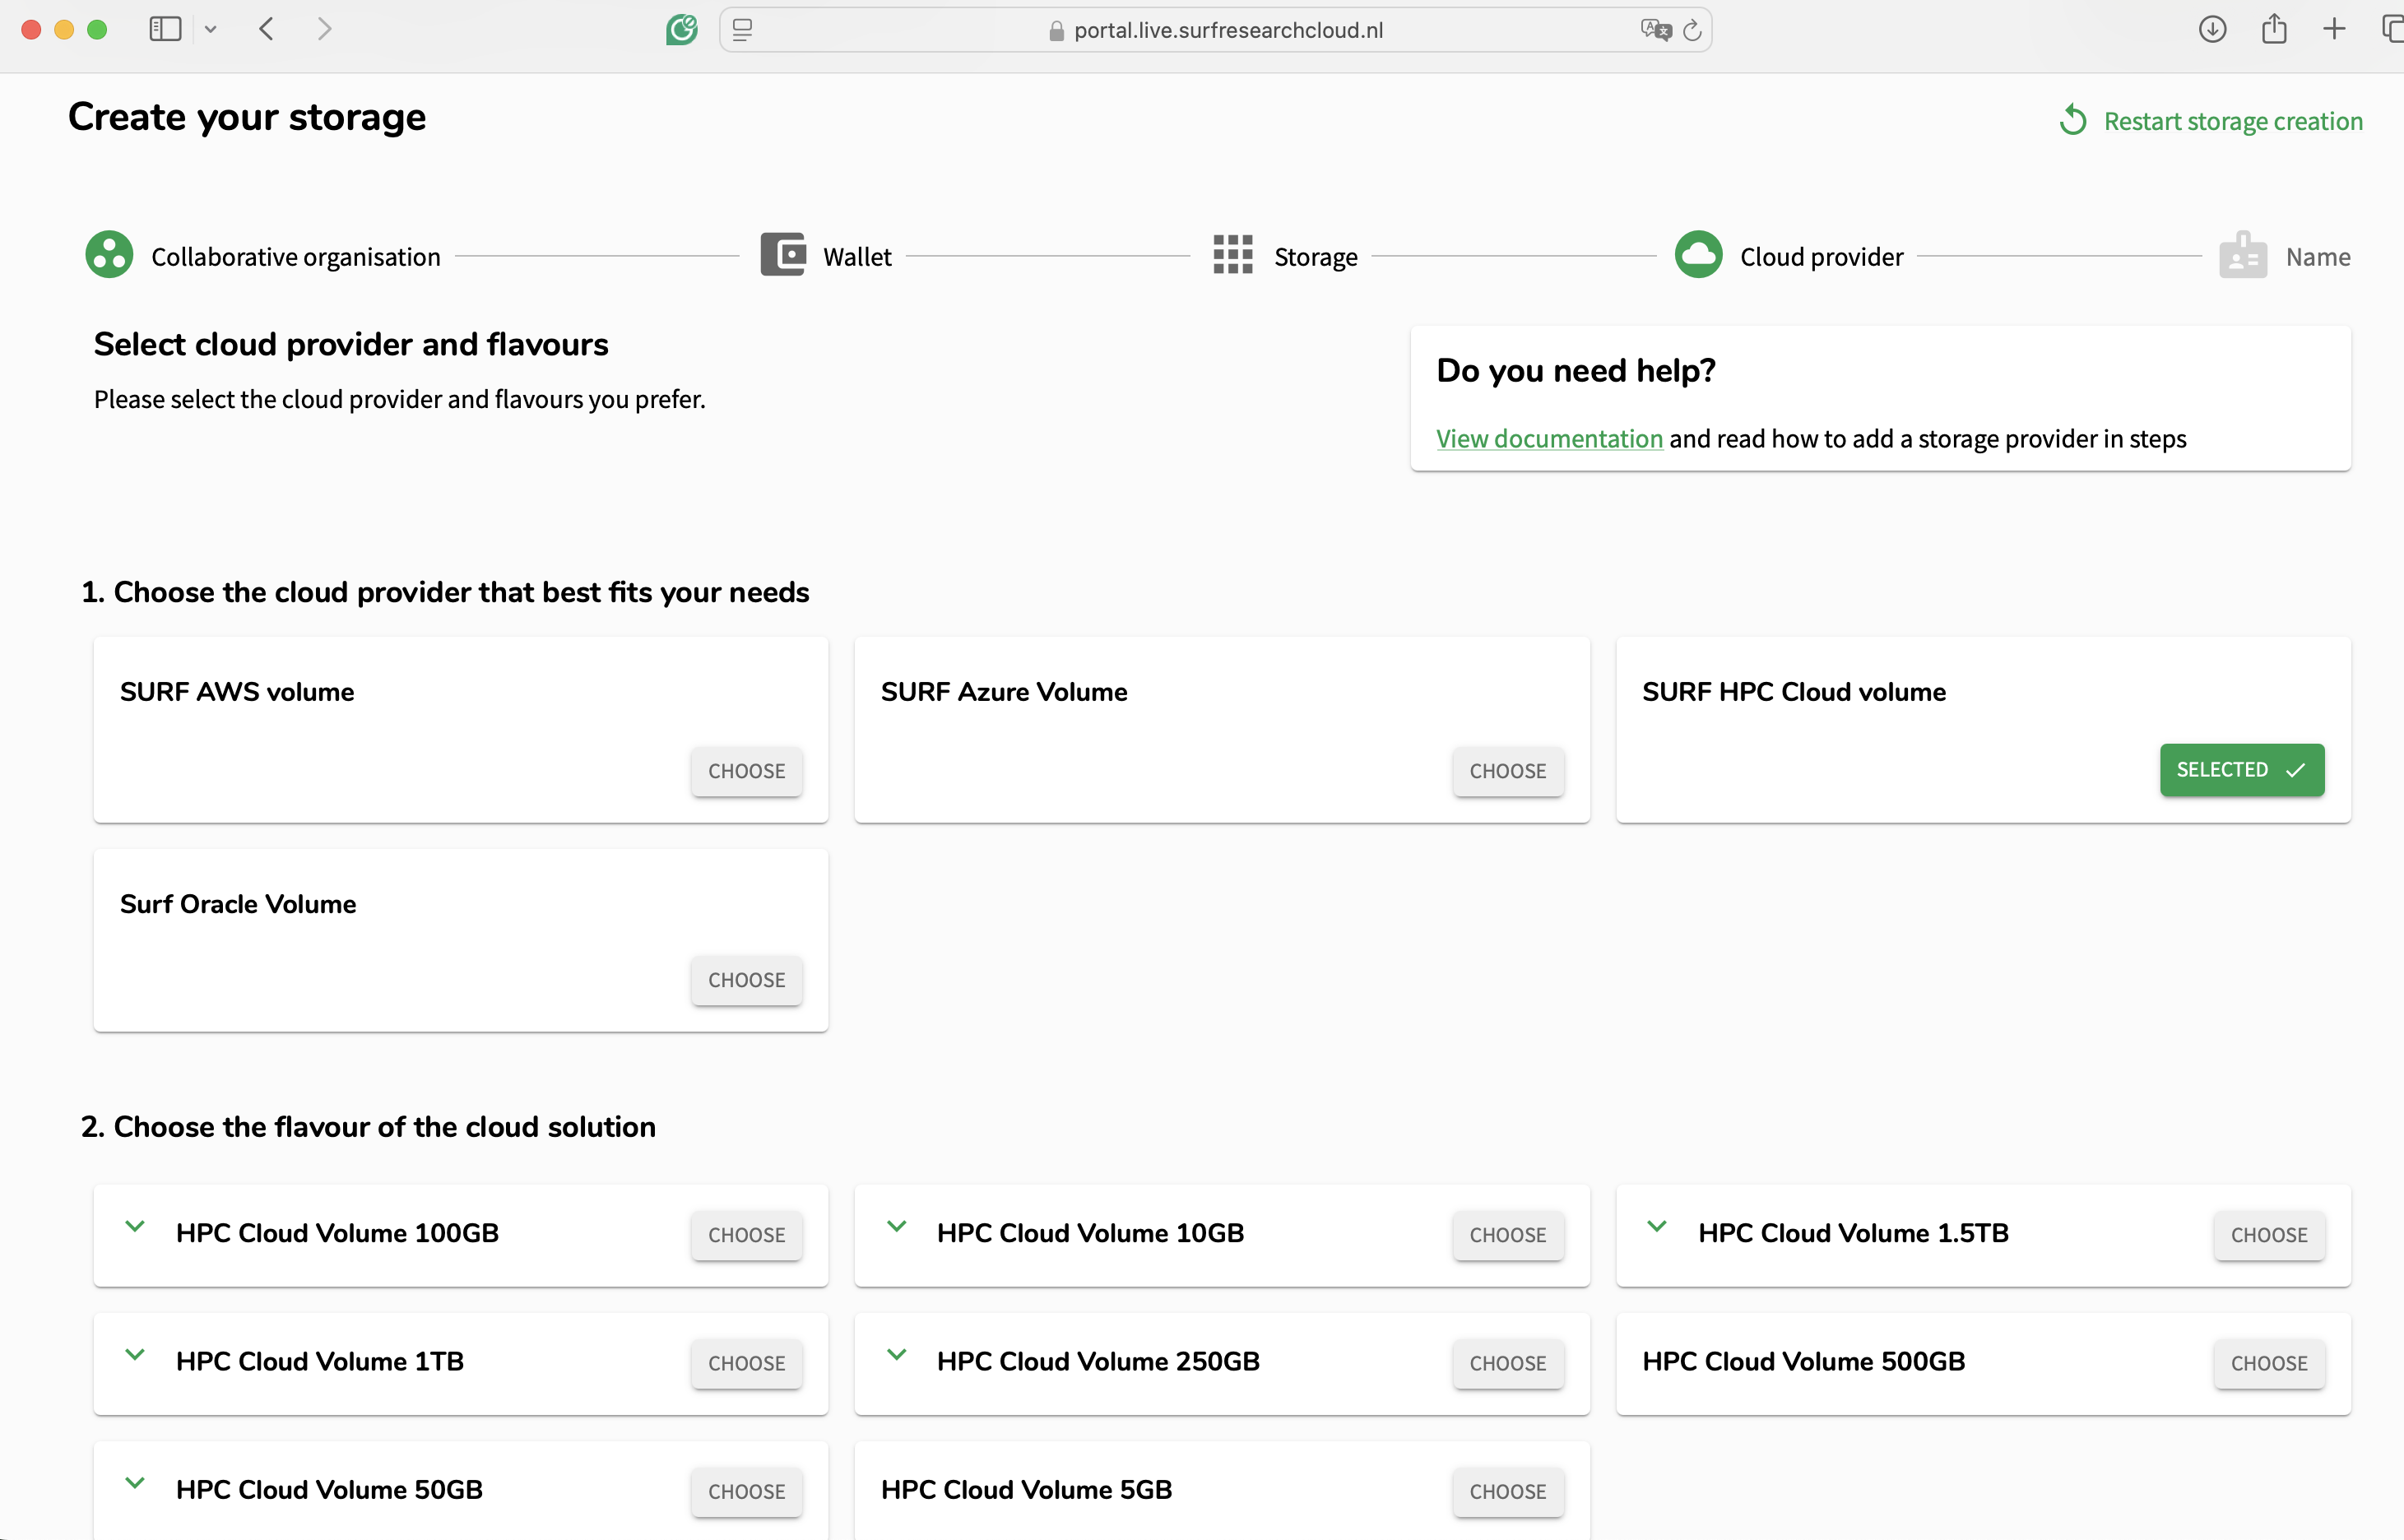 portal.live.surfresearchcloud.nl
Create your storage
Restart storage creation
Collaborative organisation
Wallet
Storage
Cloud provider
Name
Select cloud provider and flavours
Please select the cloud provider and flavours you prefer.
Do you need help?
View documentation and read how to add a storage provider in steps
1. Choose the cloud provider that best fits your needs
SURF AWS volume
CHOOSE
SURF Azure Volume
CHOOSE
SURF HPC Cloud volume
SELECTED
Surf Oracle Volume
CHOOSE
2. Choose the flavour of the cloud solution
HPC Cloud Volume 100GB
CHOOSE
HPC Cloud Volume 10GB
CHOOSE
HPC Cloud Volume 1.5TB
CHOOSE
HPC Cloud Volume 1TB
CHOOSE
HPC Cloud Volume 250GB
CHOOSE
HPC Cloud Volume 500GB
CHOOSE
HPC Cloud Volume 50GB
CHOOSE
HPC Cloud Volume 5GB
CHOOSE